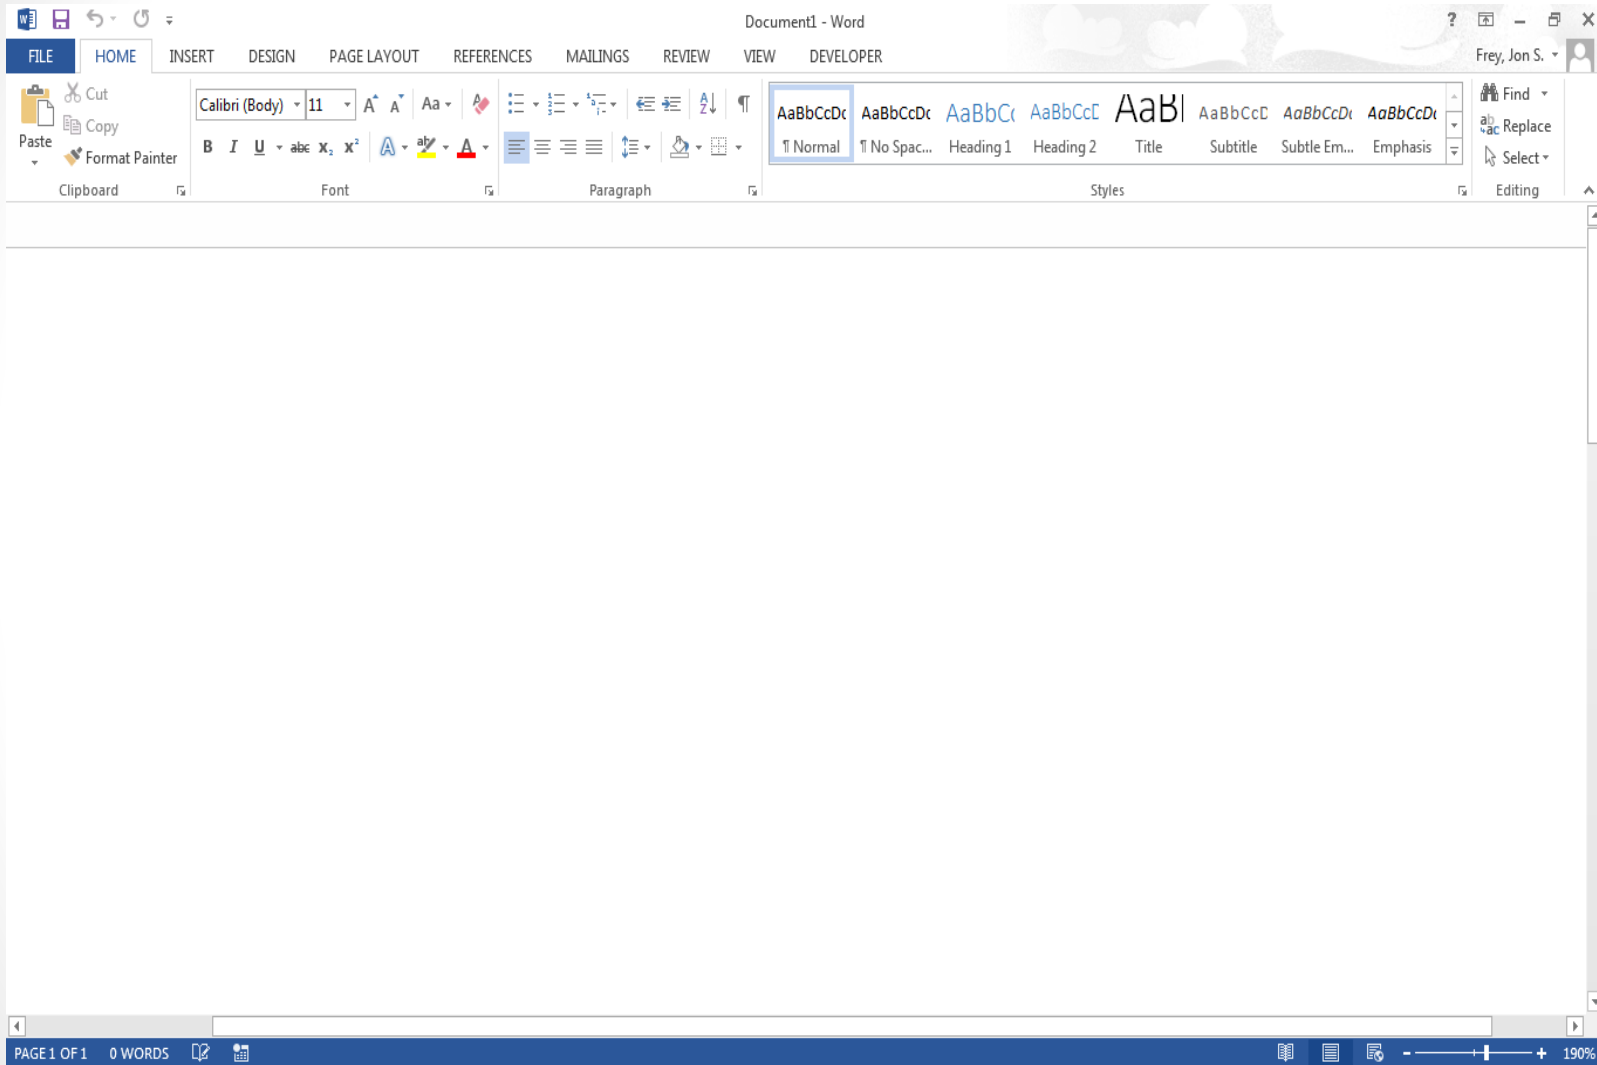 Document1 - Word
FILE HOME INSERT DESIGN PAGE LAYOUT REFERENCES MAILINGS REVIEW VIEW DEVELOPER Frey, Jon S.
Paste
Cut
Copy
Format Painter
Clipboard
Calibri (Body) 11
Font
Paragraph
AaBbCcDc AaBbCcDc AaBbCc AaBbCcE AaBl AaBbCcD AaBbCcDc AaBbCcDc
¶ Normal ¶ No Spac... Heading 1 Heading 2 Title Subtitle Subtle Em... Emphasis
Styles
Find
Replace
Select
Editing
PAGE 1 OF 1 0 WORDS 190%